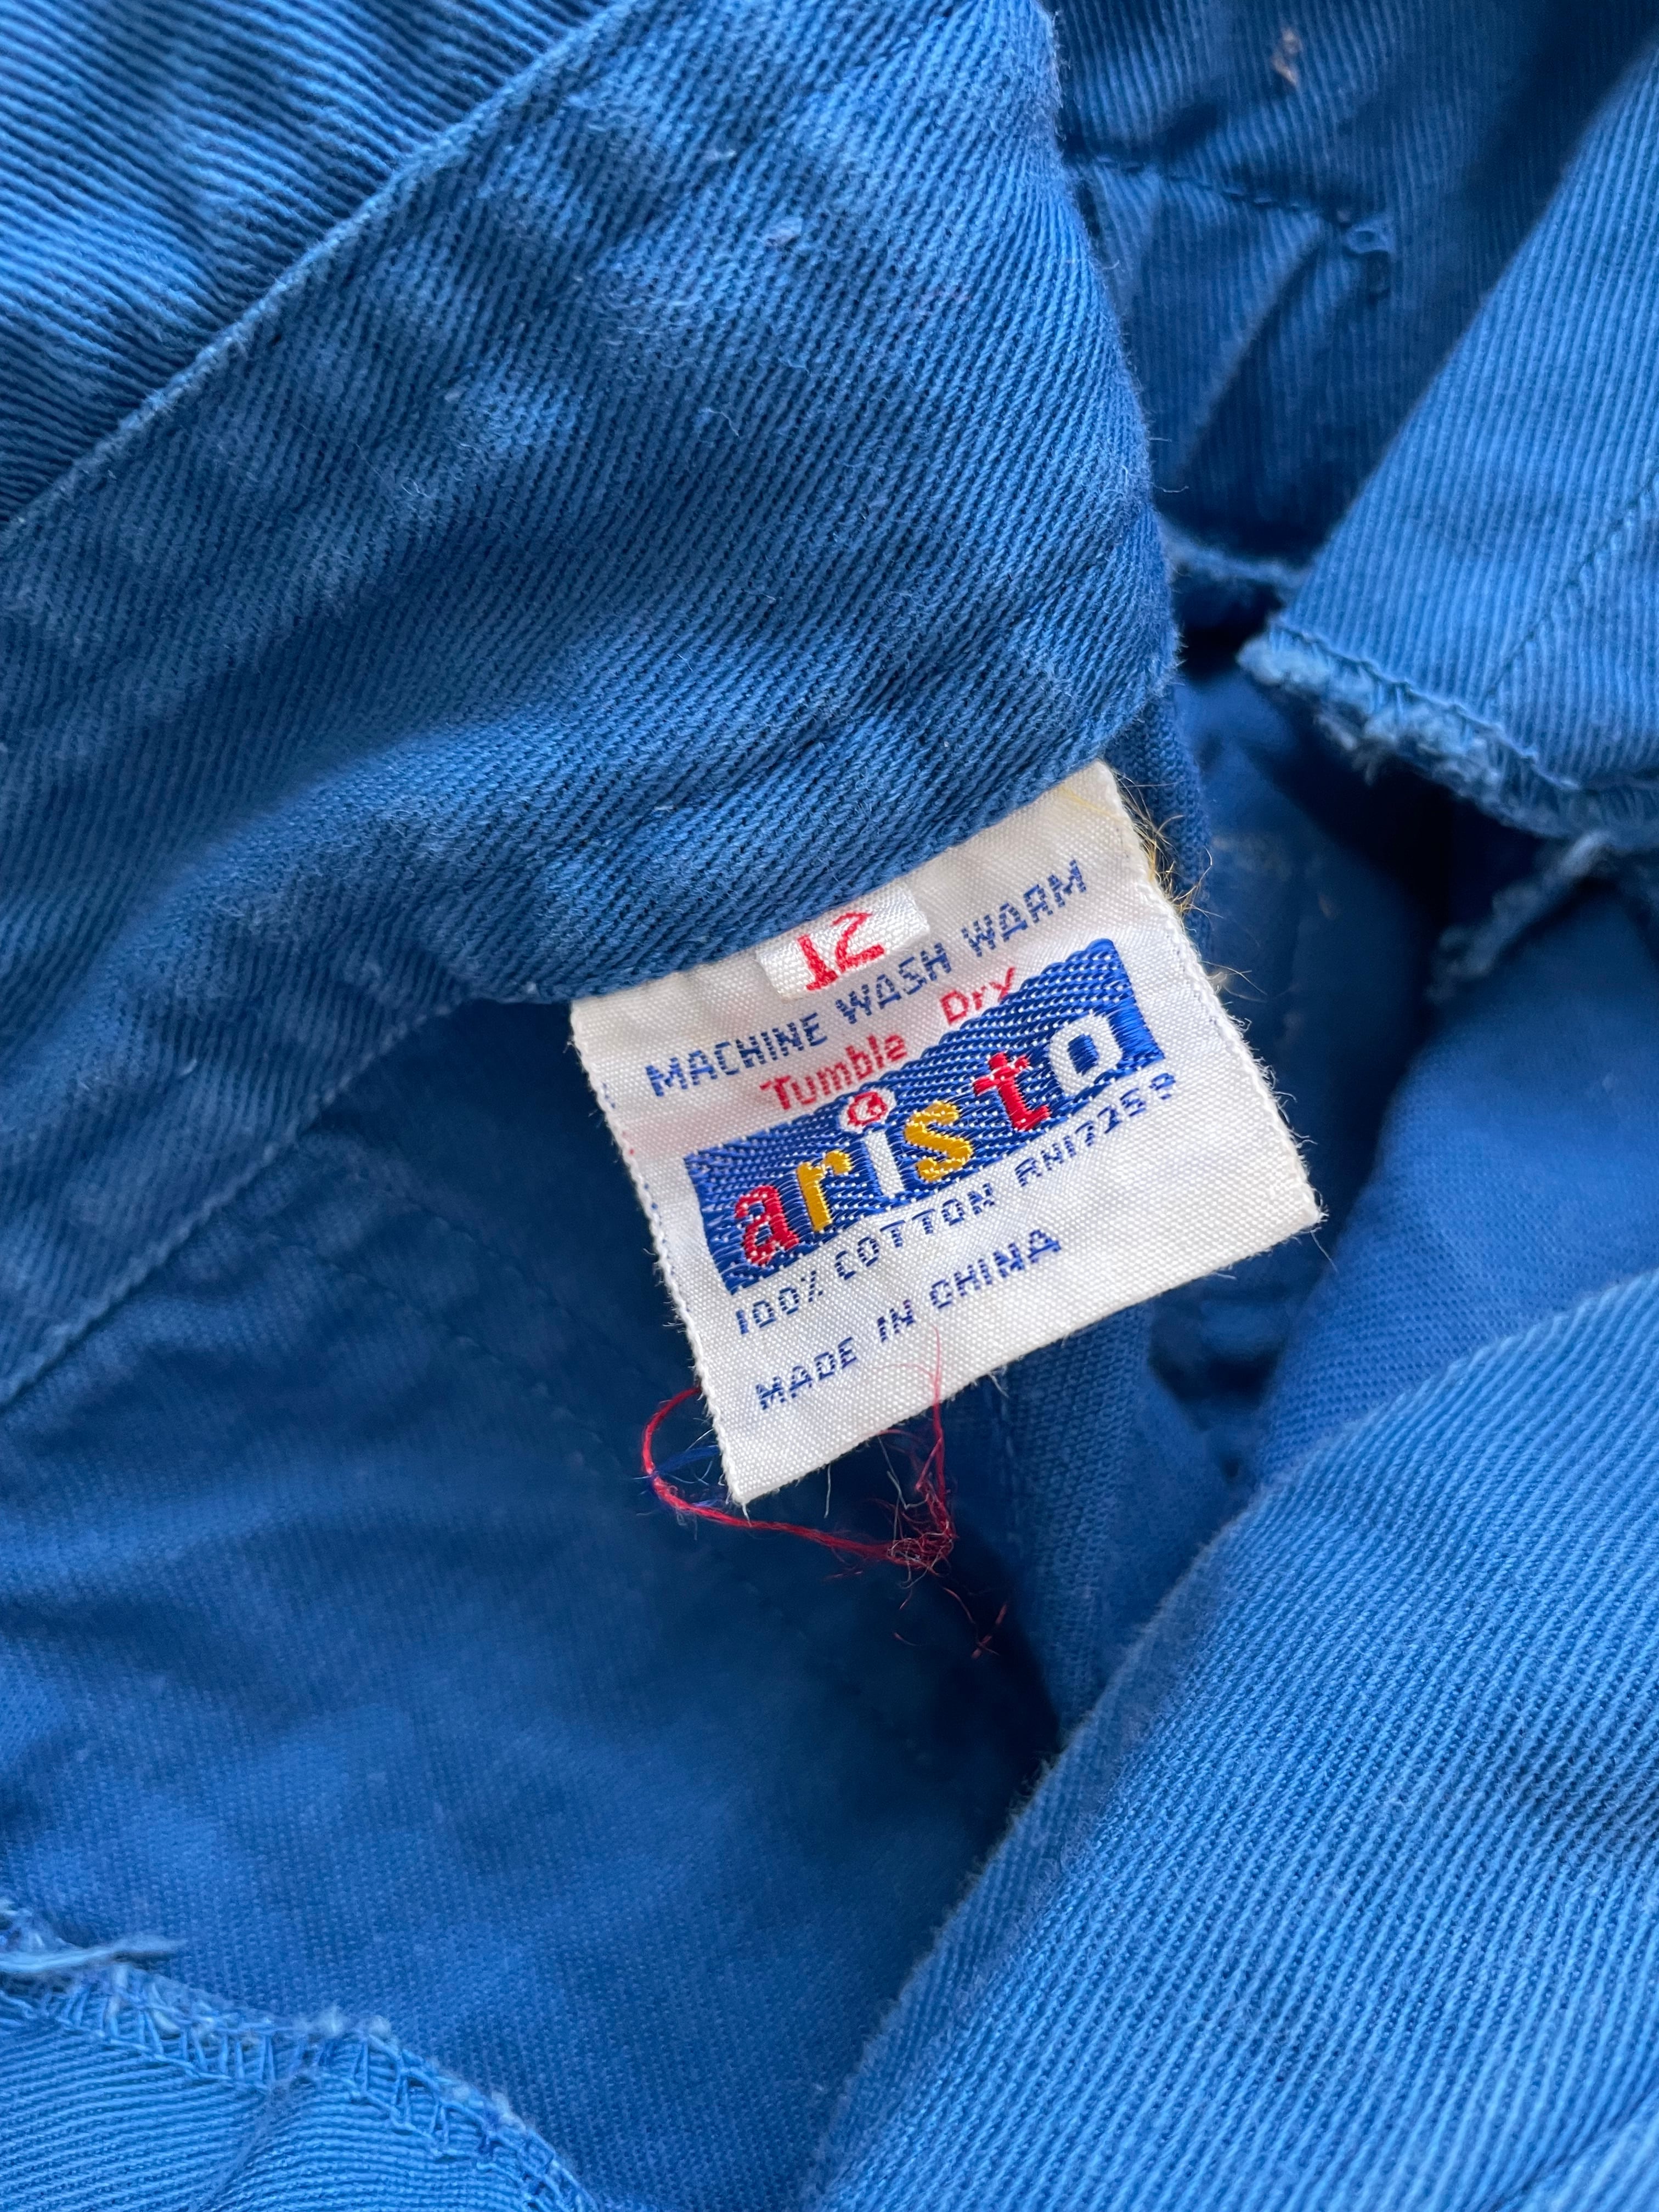 12
MACHINE WASH WARM
Tumble Dry
aristo
100% COTTON RN17259
MADE IN CHINA